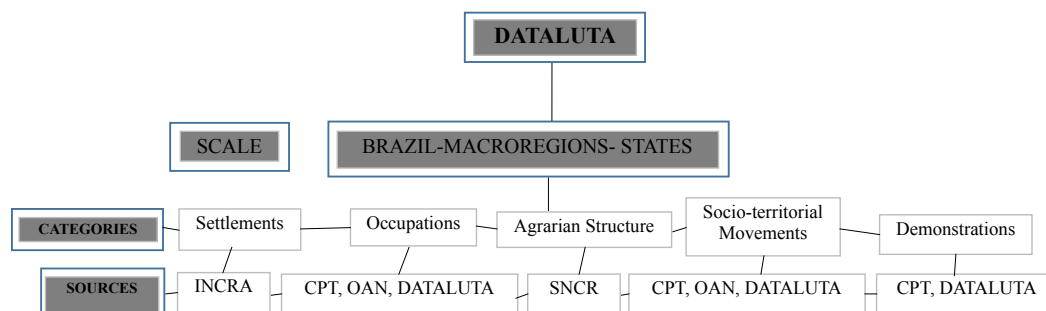 DATALUTA
SCALE
BRAZIL-MACROREGIONS- STATES
CATEGORIES
Settlements
Occupations
Agrarian Structure
Socio-territorial
Movements
Demonstrations
SOURCES
INCRA
CPT, OAN, DATALUTA
SNCR
CPT, OAN, DATALUTA
CPT, DATALUTA